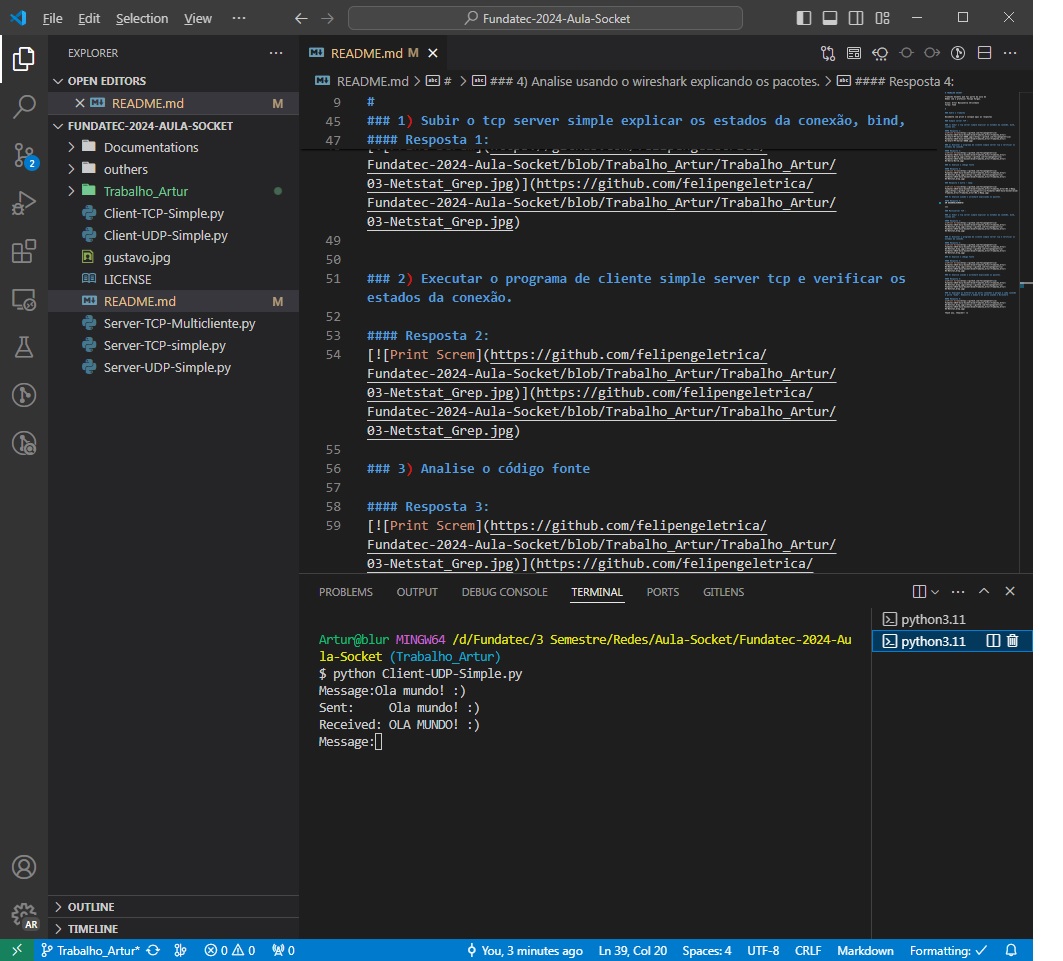 File Edit Selection View ··· Fundatec-2024-Aula-Socket
EXPLORER
OPEN EDITORS
README.md M
FUNDATEC-2024-AULA-SOCKET
Documentations
outhers
Trabalho_Artur
Client-TCP-Simple.py
Client-UDP-Simple.py
gustavo.jpg
LICENSE
README.md M
Server-TCP-Multicliente.py
Server-TCP-simple.py
Server-UDP-Simple.py
OUTLINE
TIMELINE
2
AR
README.md M
README.md > # > ### 4) Analise usando o wireshark explicando os pacotes. > #### Resposta 4:
9 #
45 ### 1) Subir o tcp server simple explicar os estados da conexão, bind,
47 #### Resposta 1:
Fundatec-2024-Aula-Socket/blob/Trabalho_Artur/Trabalho_Artur/
03-Netstat_Grep.jpg)](https://github.com/felipengeletrica/
Fundatec-2024-Aula-Socket/blob/Trabalho_Artur/Trabalho_Artur/
03-Netstat_Grep.jpg)
49
50
51 ### 2) Executar o programa de cliente simple server tcp e verificar os
estados da conexão.
52
53 #### Resposta 2:
54 [![Print Screm](https://github.com/felipengeletrica/
Fundatec-2024-Aula-Socket/blob/Trabalho_Artur/Trabalho_Artur/
03-Netstat_Grep.jpg)](https://github.com/felipengeletrica/
Fundatec-2024-Aula-Socket/blob/Trabalho_Artur/Trabalho_Artur/
03-Netstat_Grep.jpg)
55
56 ### 3) Analise o código fonte
57
58 #### Resposta 3:
59 [![Print Screm](https://github.com/felipengeletrica/
Fundatec-2024-Aula-Socket/blob/Trabalho_Artur/Trabalho_Artur/
03-Netstat_Grep.jpg)](https://github.com/felipengeletrica/
PROBLEMS OUTPUT DEBUG CONSOLE TERMINAL PORTS GITLENS
Artur@blur MINGW64 /d/Fundatec/3 Semestre/Redes/Aula-Socket/Fundatec-2024-Au
la-Socket (Trabalho_Artur)
$ python Client-UDP-Simple.py
Message:Ola mundo! :)
Sent: Ola mundo! :)
Received: OLA MUNDO! :)
Message:
python3.11
python3.11
Trabalho_Artur* 0 0 0 You, 3 minutes ago Ln 39, Col 20 Spaces: 4 UTF-8 CRLF Markdown Formatting: ✓